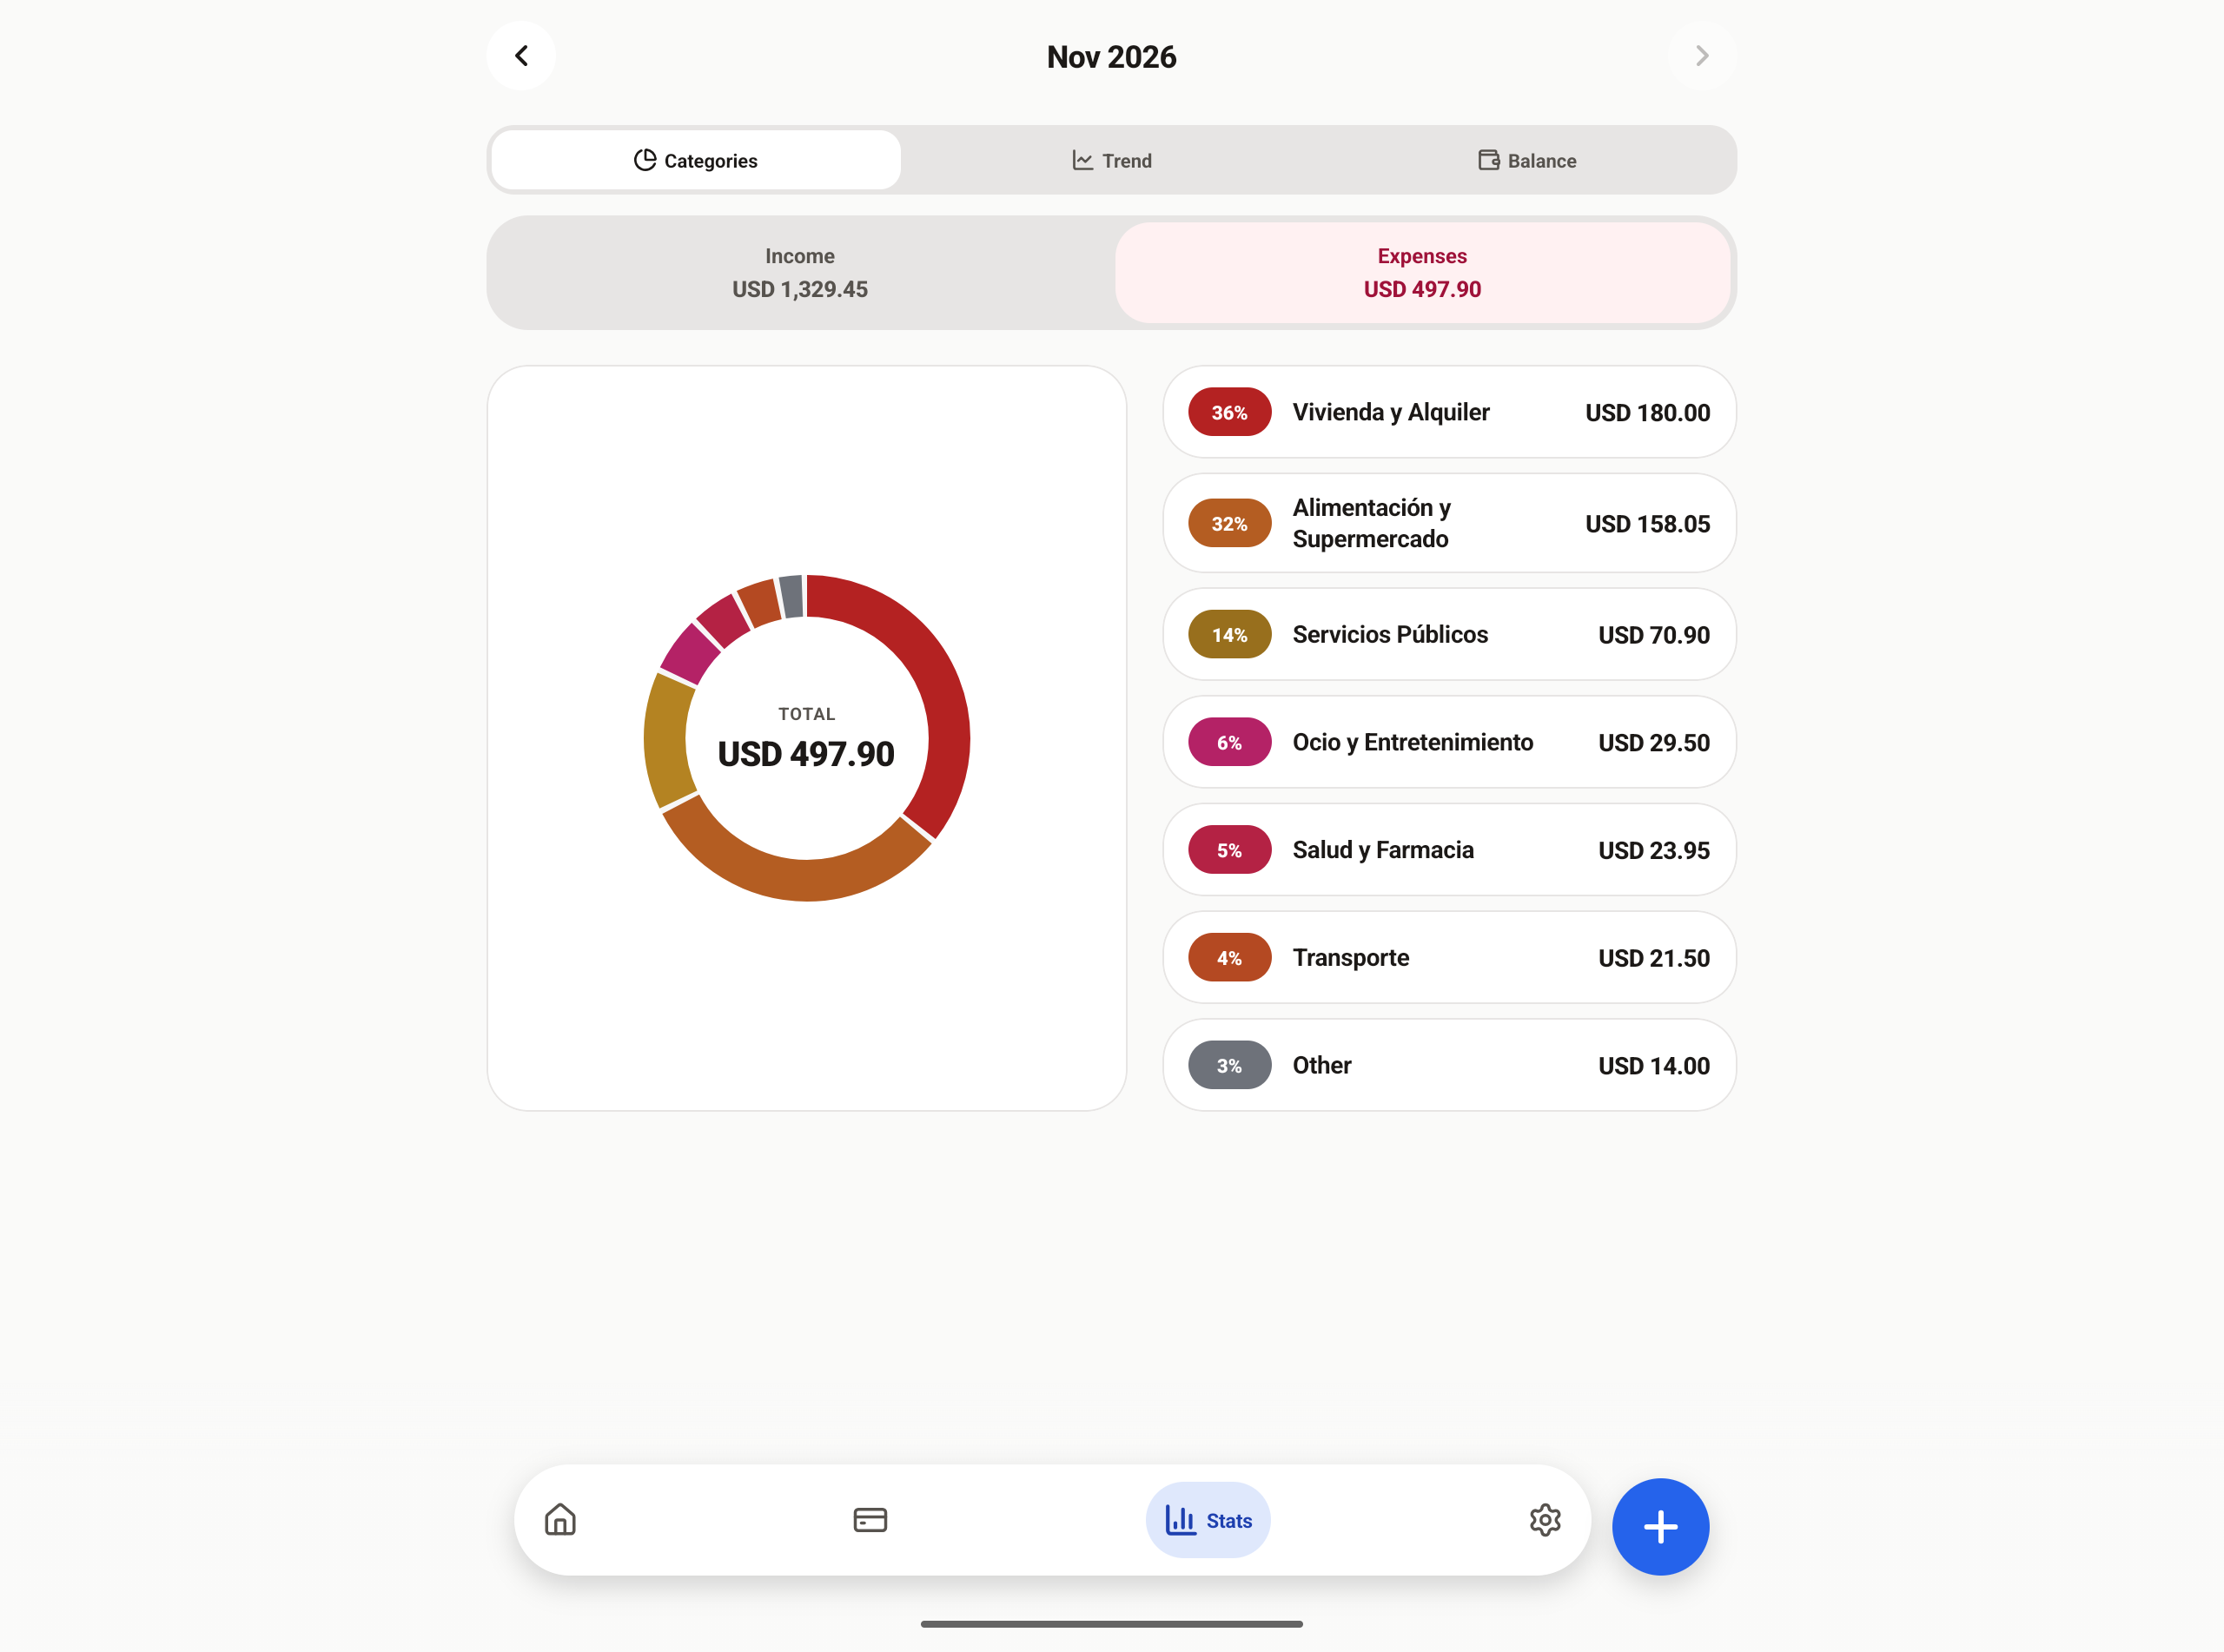 Nov 2026
Categories
Trend
Balance
Income
USD 1,329.45
Expenses
USD 497.90
TOTAL
USD 497.90
36%
Vivienda y Alquiler
USD 180.00
32%
Alimentación y
Supermercado
USD 158.05
14%
Servicios Públicos
USD 70.90
6%
Ocio y Entretenimiento
USD 29.50
5%
Salud y Farmacia
USD 23.95
4%
Transporte
USD 21.50
3%
Other
USD 14.00
Stats